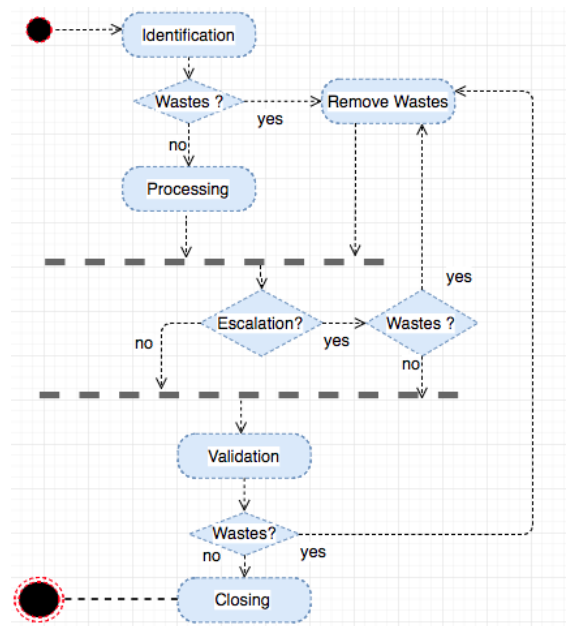 Identification
Wastes ?
yes
Remove Wastes
no
Processing
yes
Escalation?
Wastes ?
no
yes
no
Validation
Wastes?
no
yes
Closing